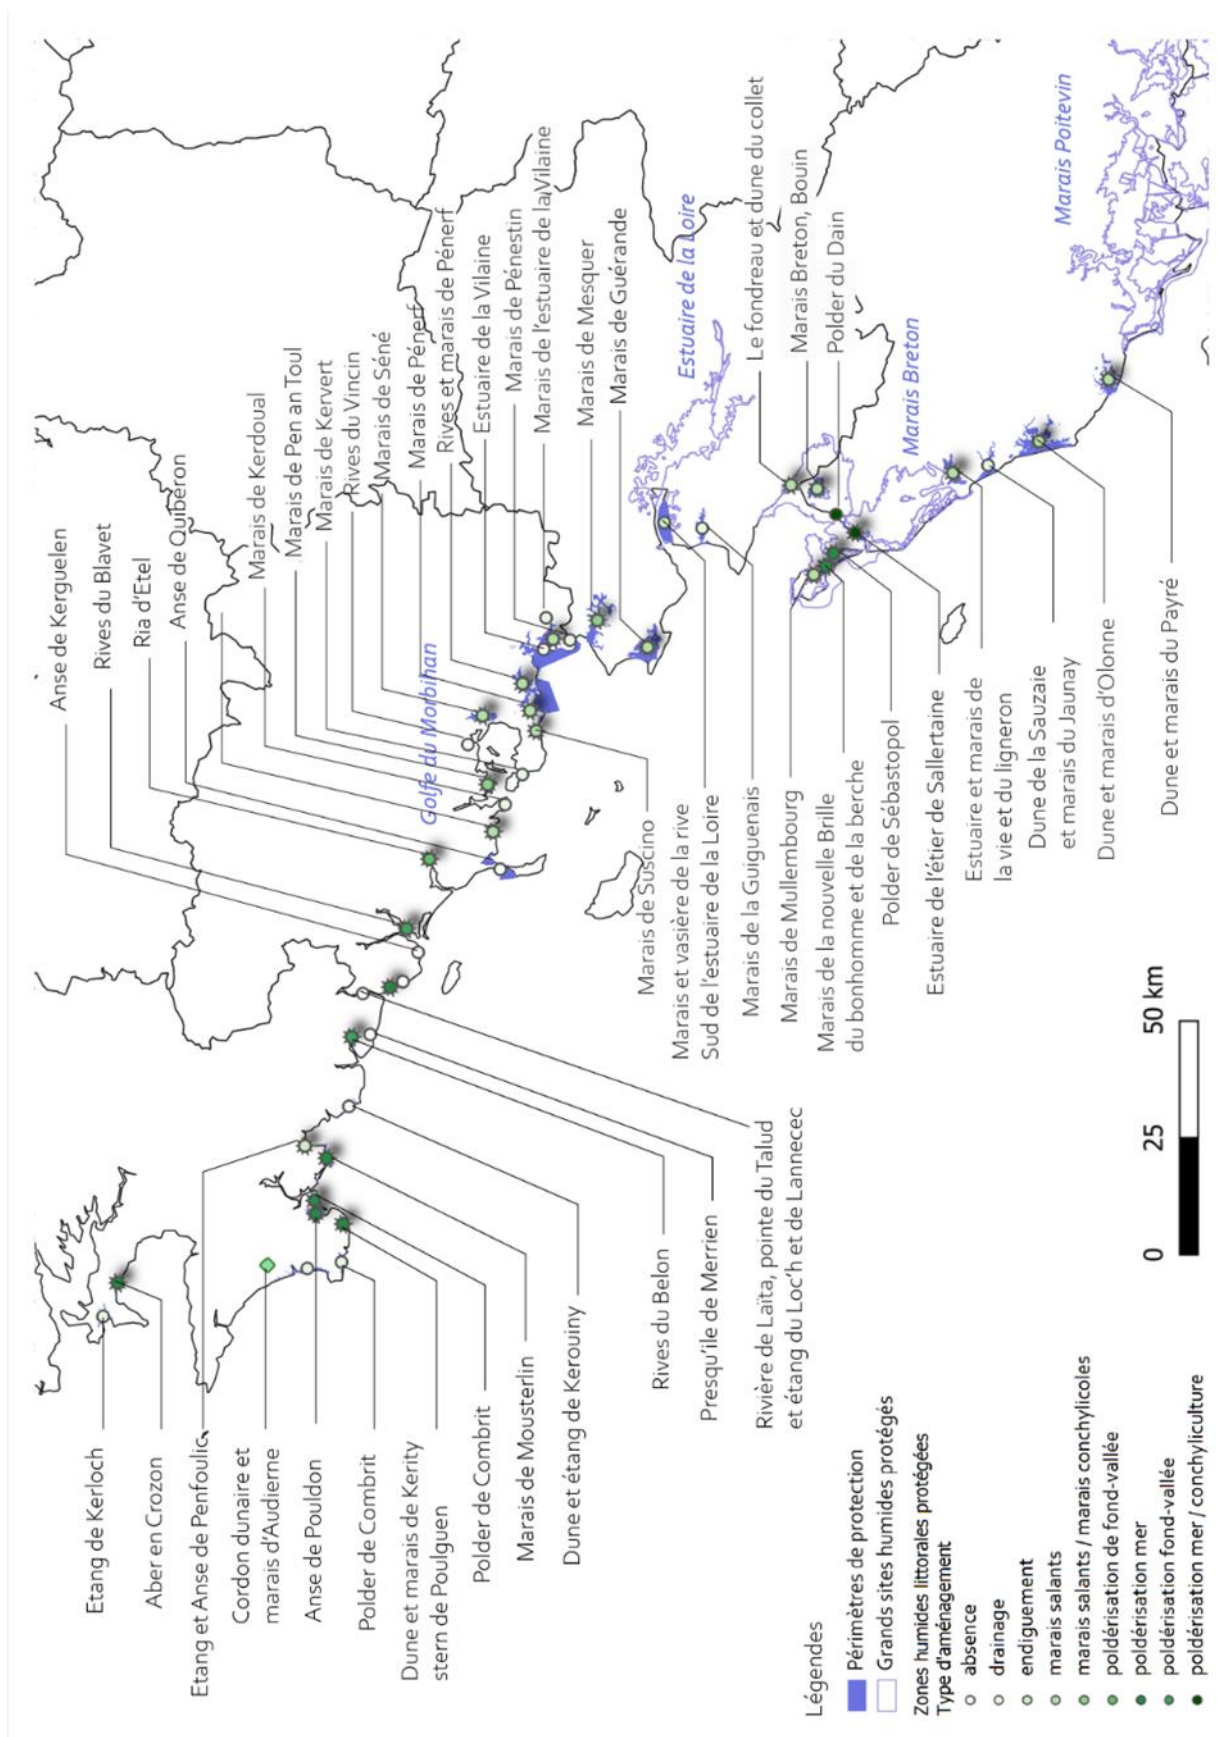 Etang de Kerloch
Aber en Crozon
Etang et Anse de Penfoulic
Cordon dunaire et
marais d'Audierne
Anse de Pouldon
Polder de Combrit
Dune et marais de Kerity
stern de Poulguen
Polder de Combrit
Marais de Mousterlin
Dune et étang de Kerouiny
Rives du Belon
Presqu'ile de Merrien
Rivière de Laïta, pointe du Talud
et étang du Loc'h et de Lannecec
Anse de Kerguelen
Rives du Blavet
Ria d'Etel
Anse de Quibéron
Marais de Kerdoual
Marais de Pen an Toul
Marais de Kervert
Rives du Vincin
Marais de Séné
Marais de Pénerf
Rives et marais de Pénerf
Estuaire de la Vilaine
Marais de Pénestin
Marais de l'estuaire de la Vilaine
Marais de Mesquer
Marais de Guérande
Golfe du Morbihan
Estuaire de la Loire
Le fondreau et dune du collet
Marais Breton, Bouin
Polder du Dain
Marais Breton
Marais Poitevin
Marais de Suscino
Marais et vasière de la rive
Sud de l'estuaire de la Loire
Marais de la Guiguenais
Marais de Mullembourg
Marais de la nouvelle Brille
du bonhomme et de la berche
Polder de Sébastopol
Estuaire de l'étier de Sallertaine
Estuaire et marais de
la vie et du ligneron
Dune de la Sauzaie
et marais du Jaunay
Dune et marais d'Olonne
Dune et marais du Payré
Légendes
Périmètres de protection
Grands sites humides protégés
Zones humides littorales protégées
Type d'aménagement
absence
drainage
endiguement
marais salants
marais salants / marais conchylicoles
poldérisation de fond-vallée
poldérisation mer
poldérisation fond-vallée
poldérisation mer / conchyliculture
0 25 50 km